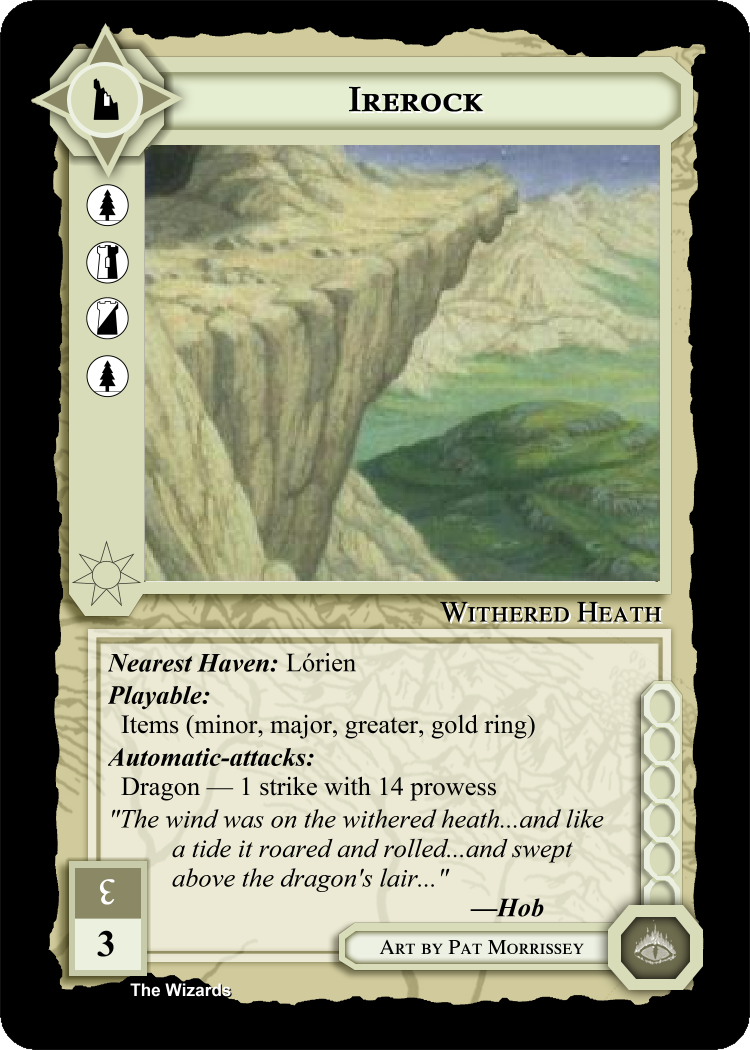 Irerock
Withered Heath
Nearest Haven: Lórien
Playable:
Items (minor, major, greater, gold ring)
Automatic-attacks:
Dragon — 1 strike with 14 prowess
"The wind was on the withered heath...and like
a tide it roared and rolled...and swept
above the dragon's lair..."
—Hob
ε
3
Art by Pat Morrissey
The Wizards